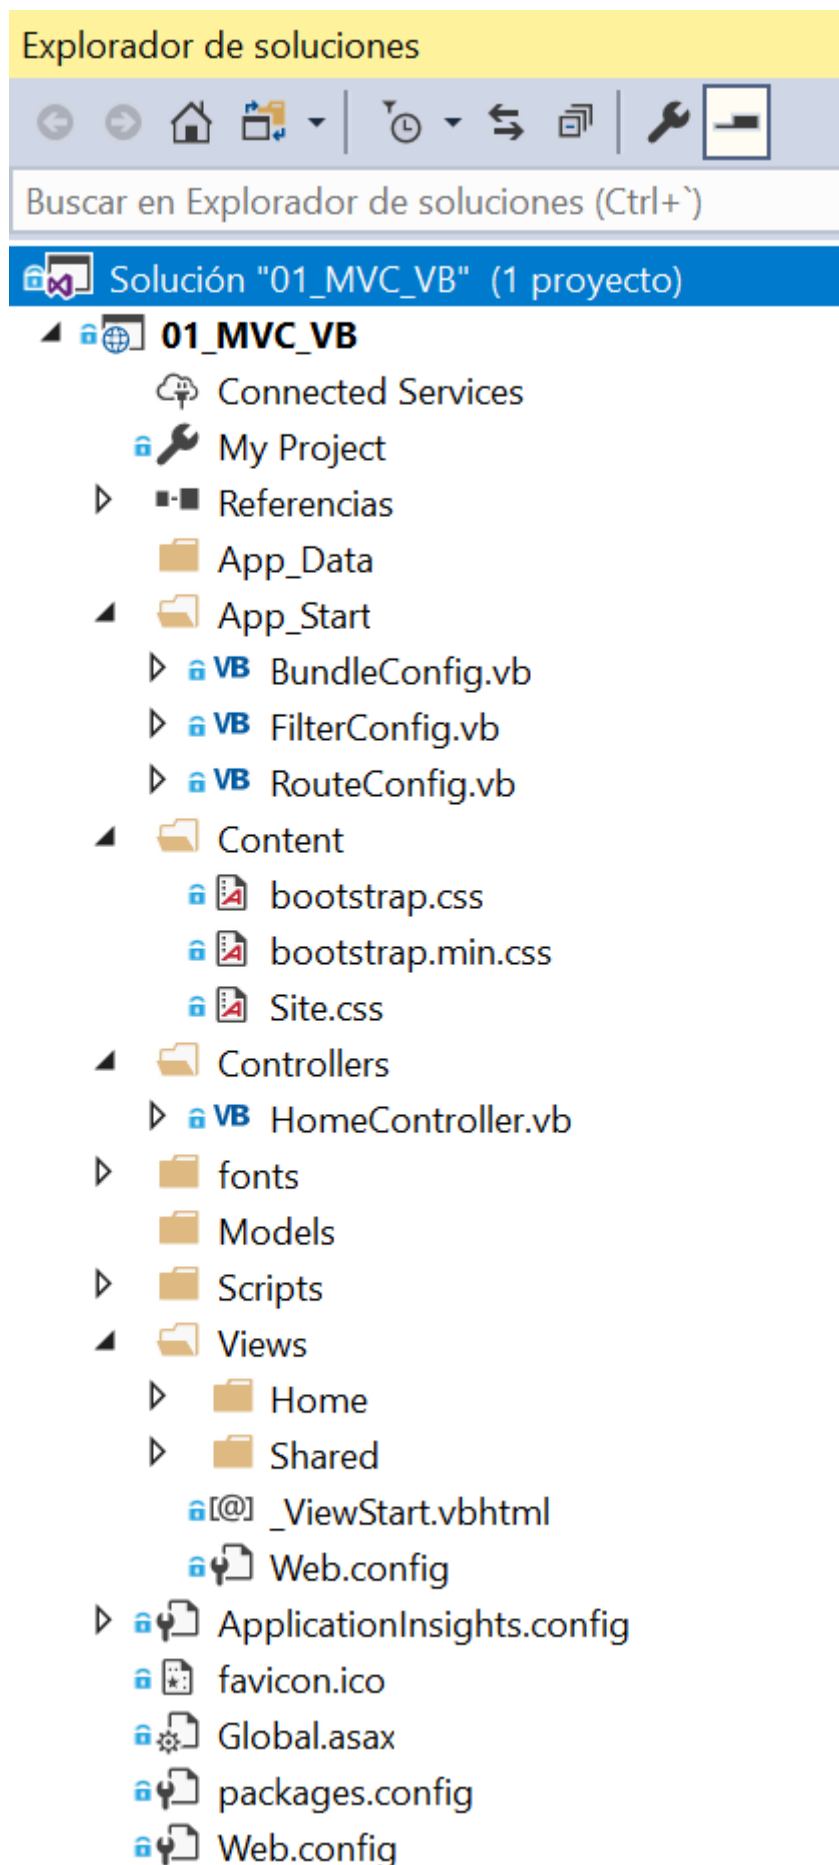 Explorador de soluciones
Buscar en Explorador de soluciones (Ctrl+`)
Solución "01_MVC_VB" (1 proyecto)
01_MVC_VB
Connected Services
My Project
Referencias
App_Data
App_Start
VB BundleConfig.vb
VB FilterConfig.vb
VB RouteConfig.vb
Content
bootstrap.css
bootstrap.min.css
Site.css
Controllers
VB HomeController.vb
fonts
Models
Scripts
Views
Home
Shared
[@] _ViewStart.vbhtml
Web.config
ApplicationInsights.config
favicon.ico
Global.asax
packages.config
Web.config